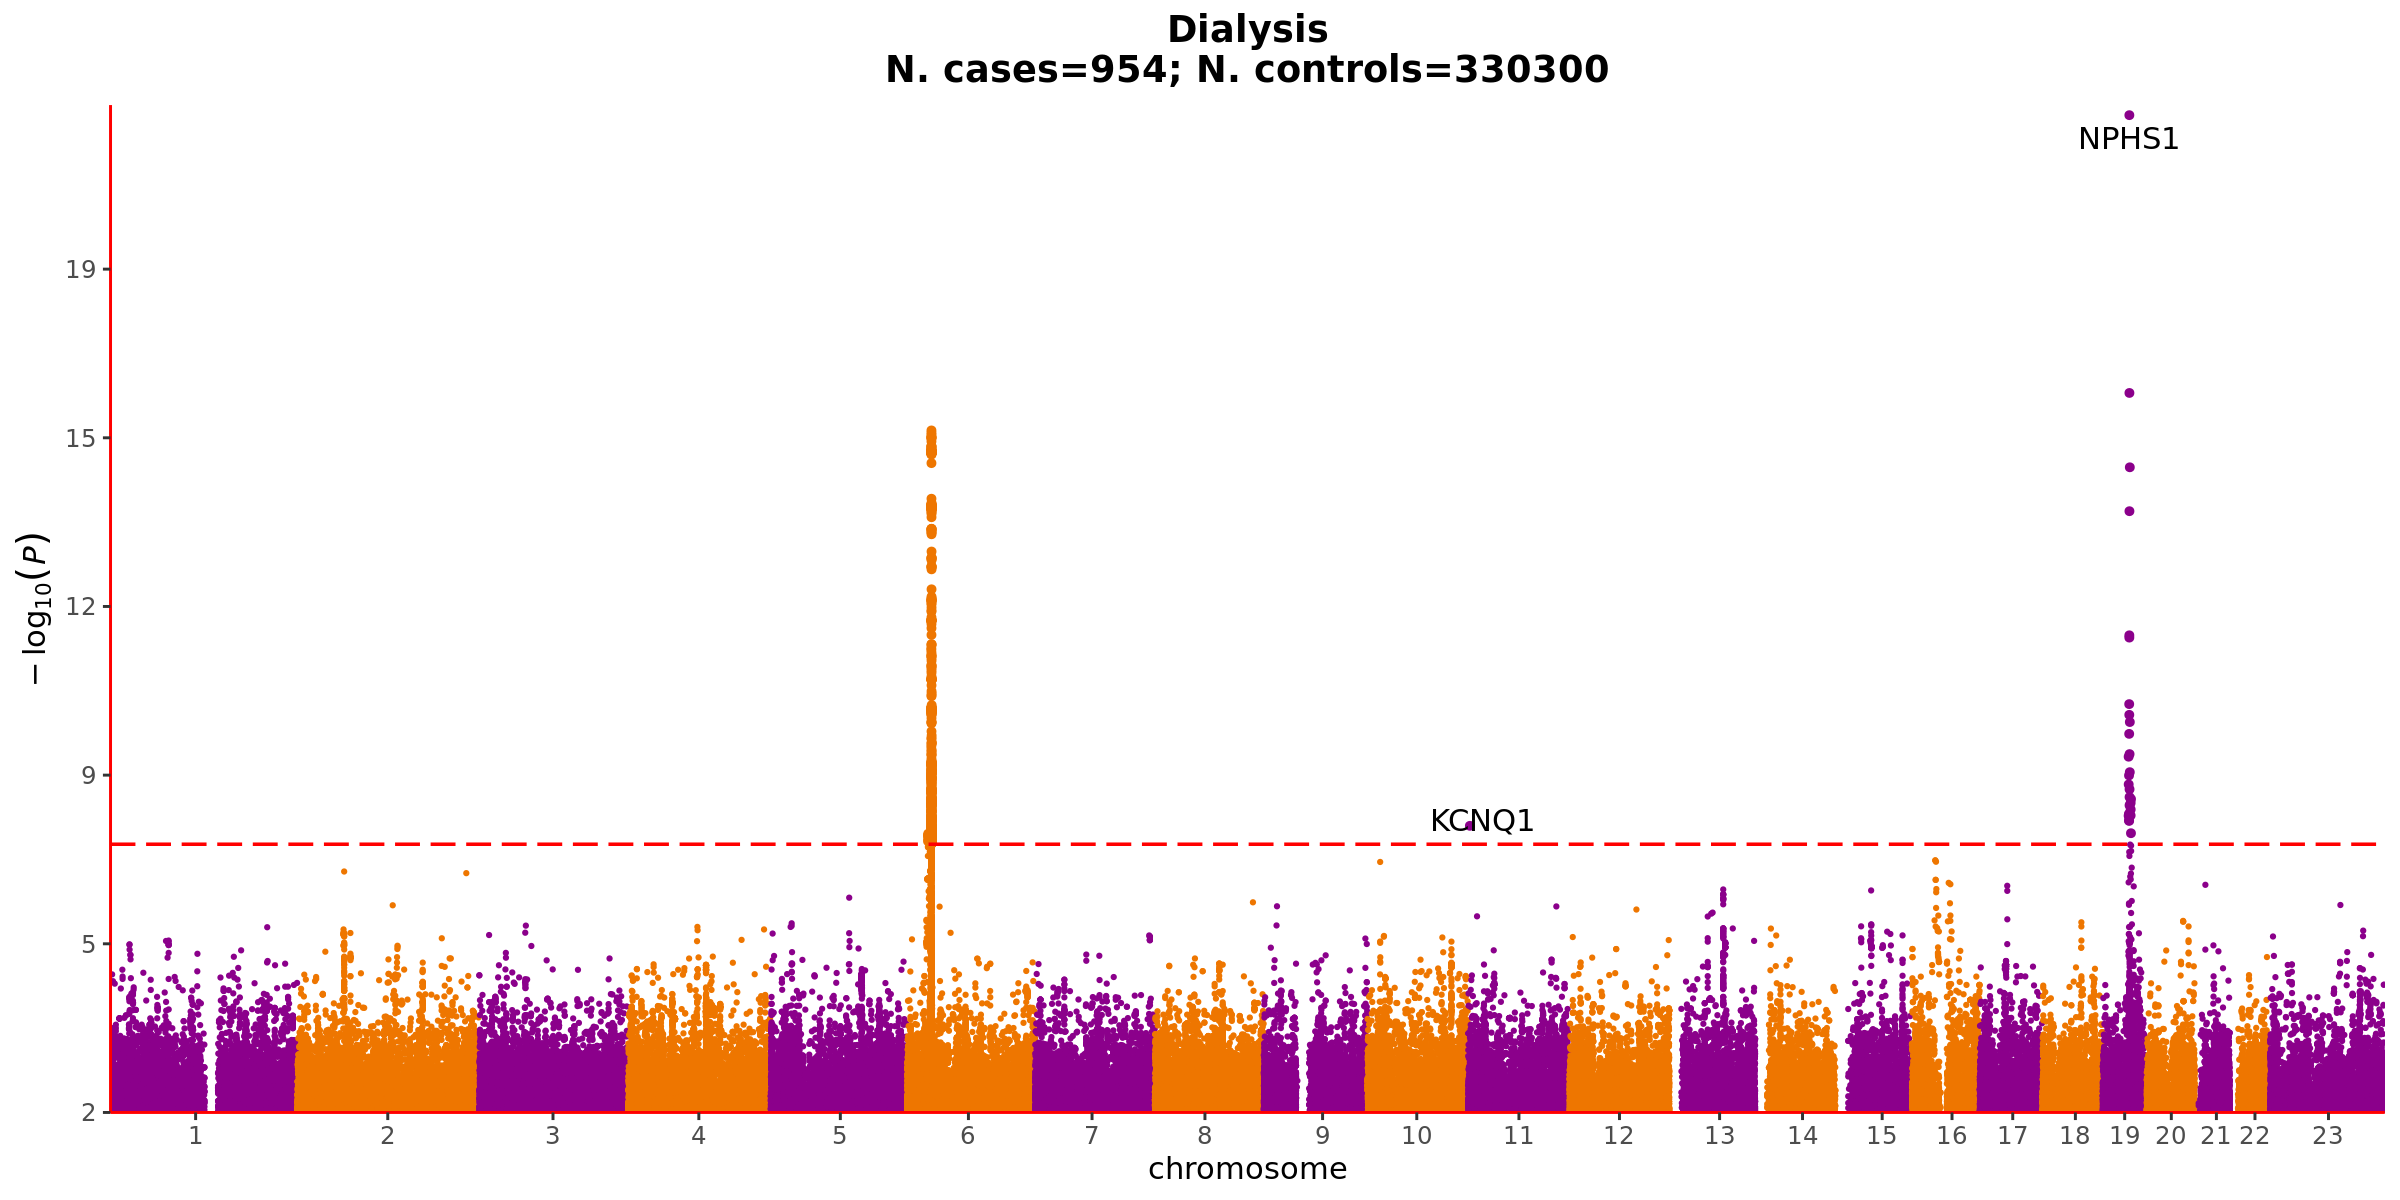 Dialysis
N. cases=954; N. controls=330300
NPHS1
KCNQ1
19
15
12
9
5
2
− log10(P)
1 2 3 4 5 6 7 8 9 10 11 12 13 14 15 16 17 18 19 20 21 22 23
chromosome